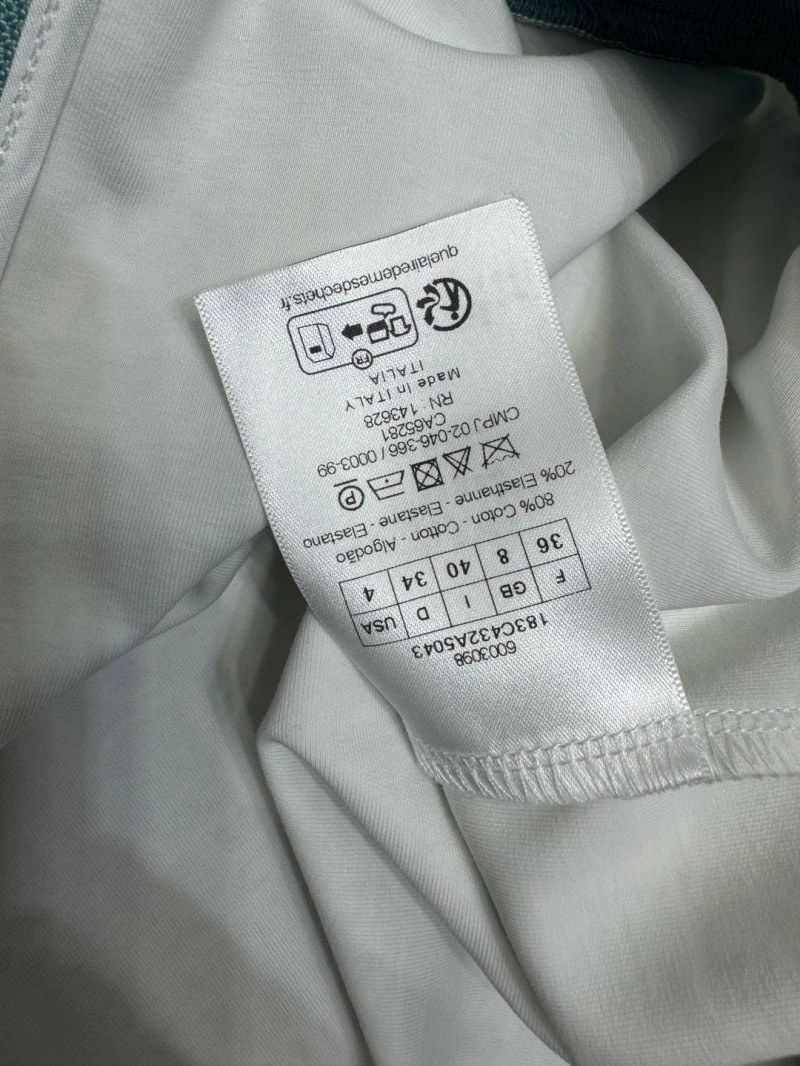 6003098
183C432A5043
F GB I D USA
36 8 40 34 4
80% Coton - Cotton - Algodão
20% Elasthanne - Elastane - Elastano
P
CMPJ 02-046-366 / 0003-99
CA65281
RN 143628
Made in ITALY
ITALIA
FR
quelairedemesdechets.fr